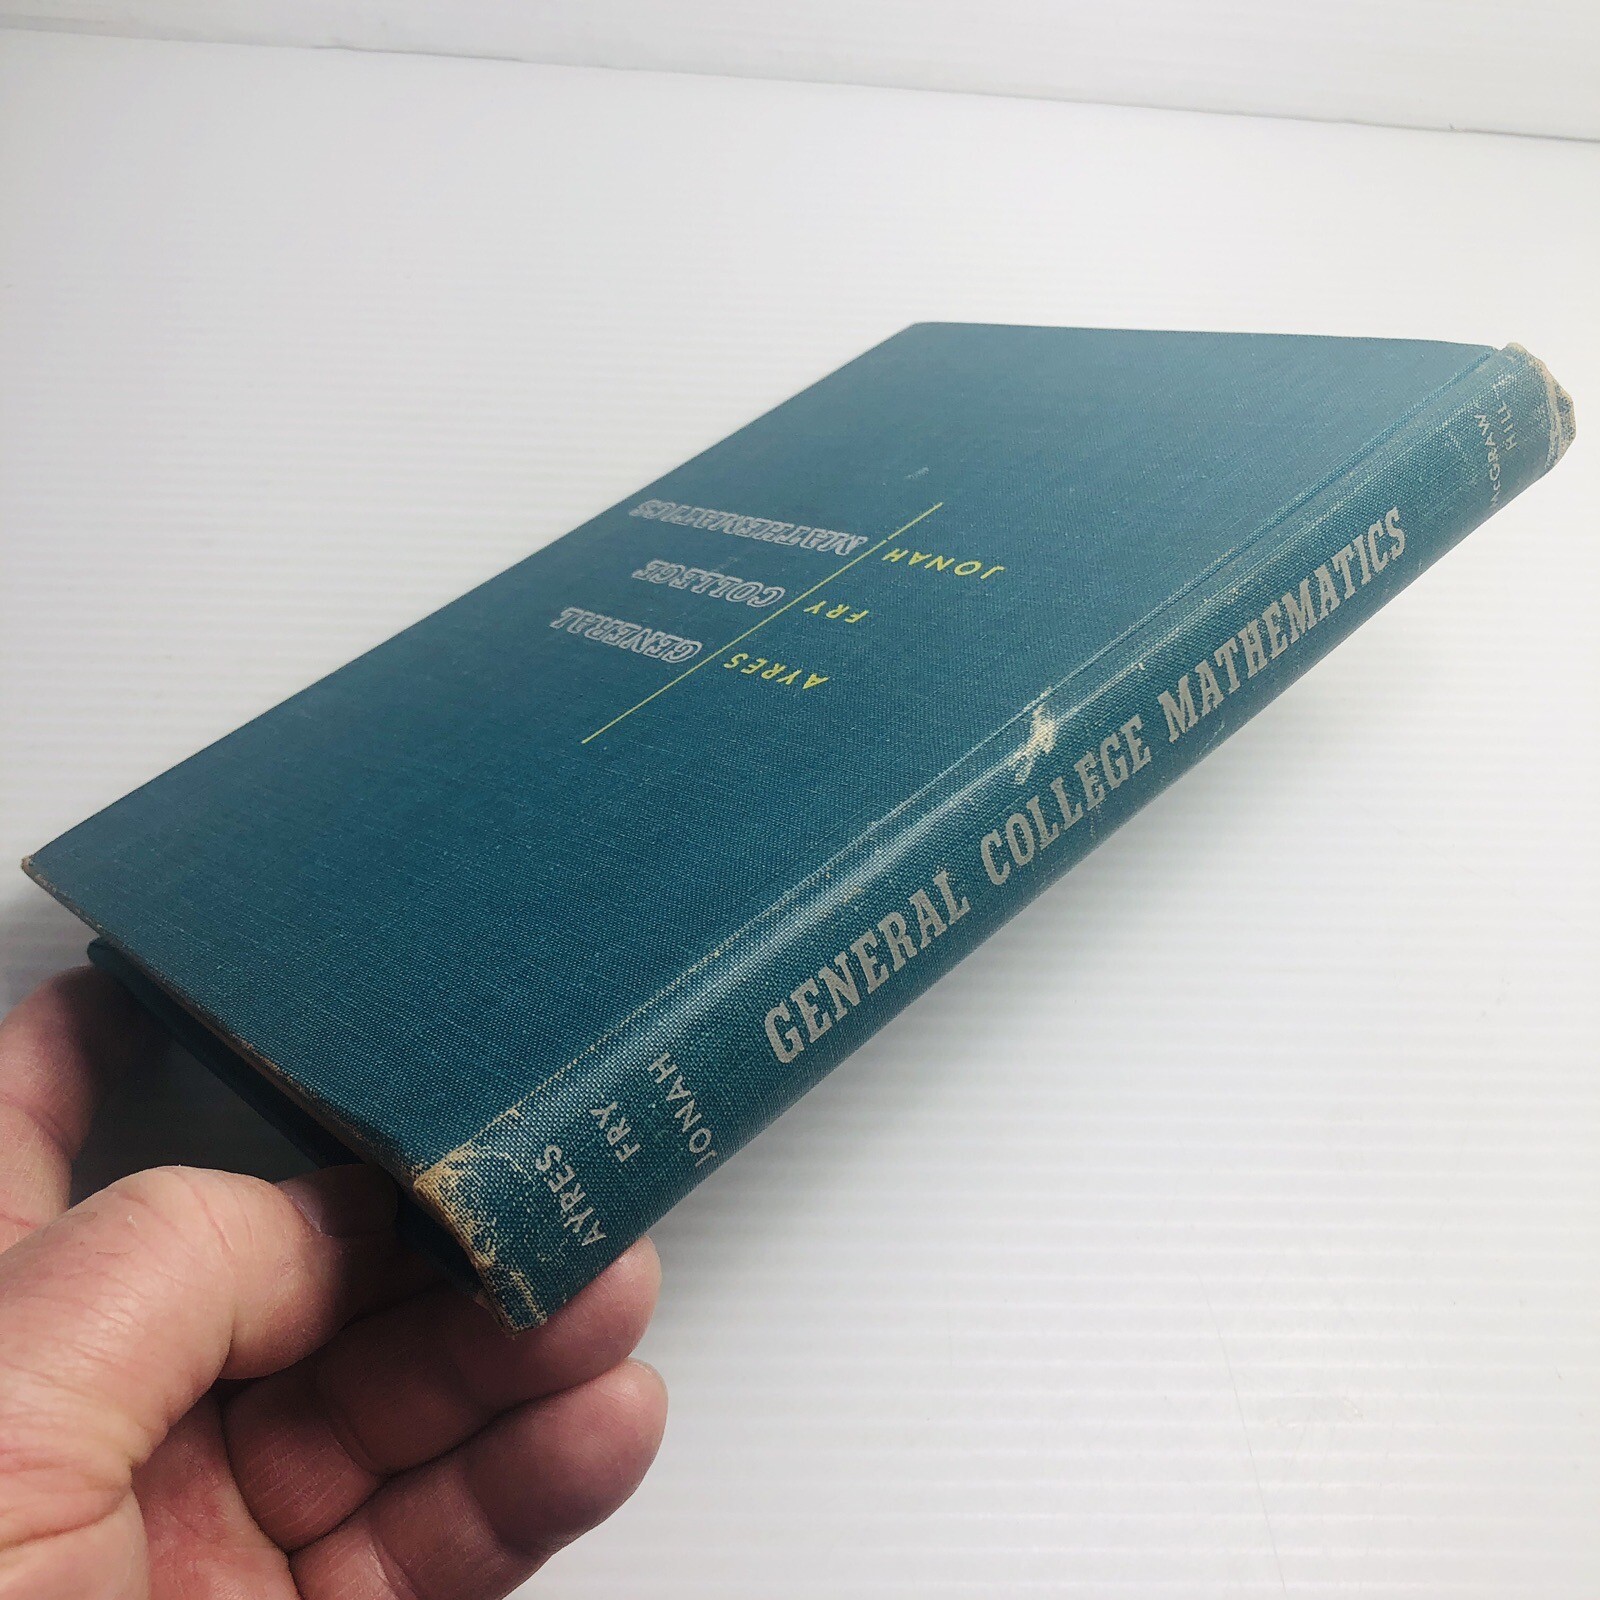 GENERAL
COLLEGE
MATHEMATICS
AYRES
FRY
JONAH
AYRES
FRY
JONAH
GENERAL COLLEGE MATHEMATICS
McGRAW
HILL